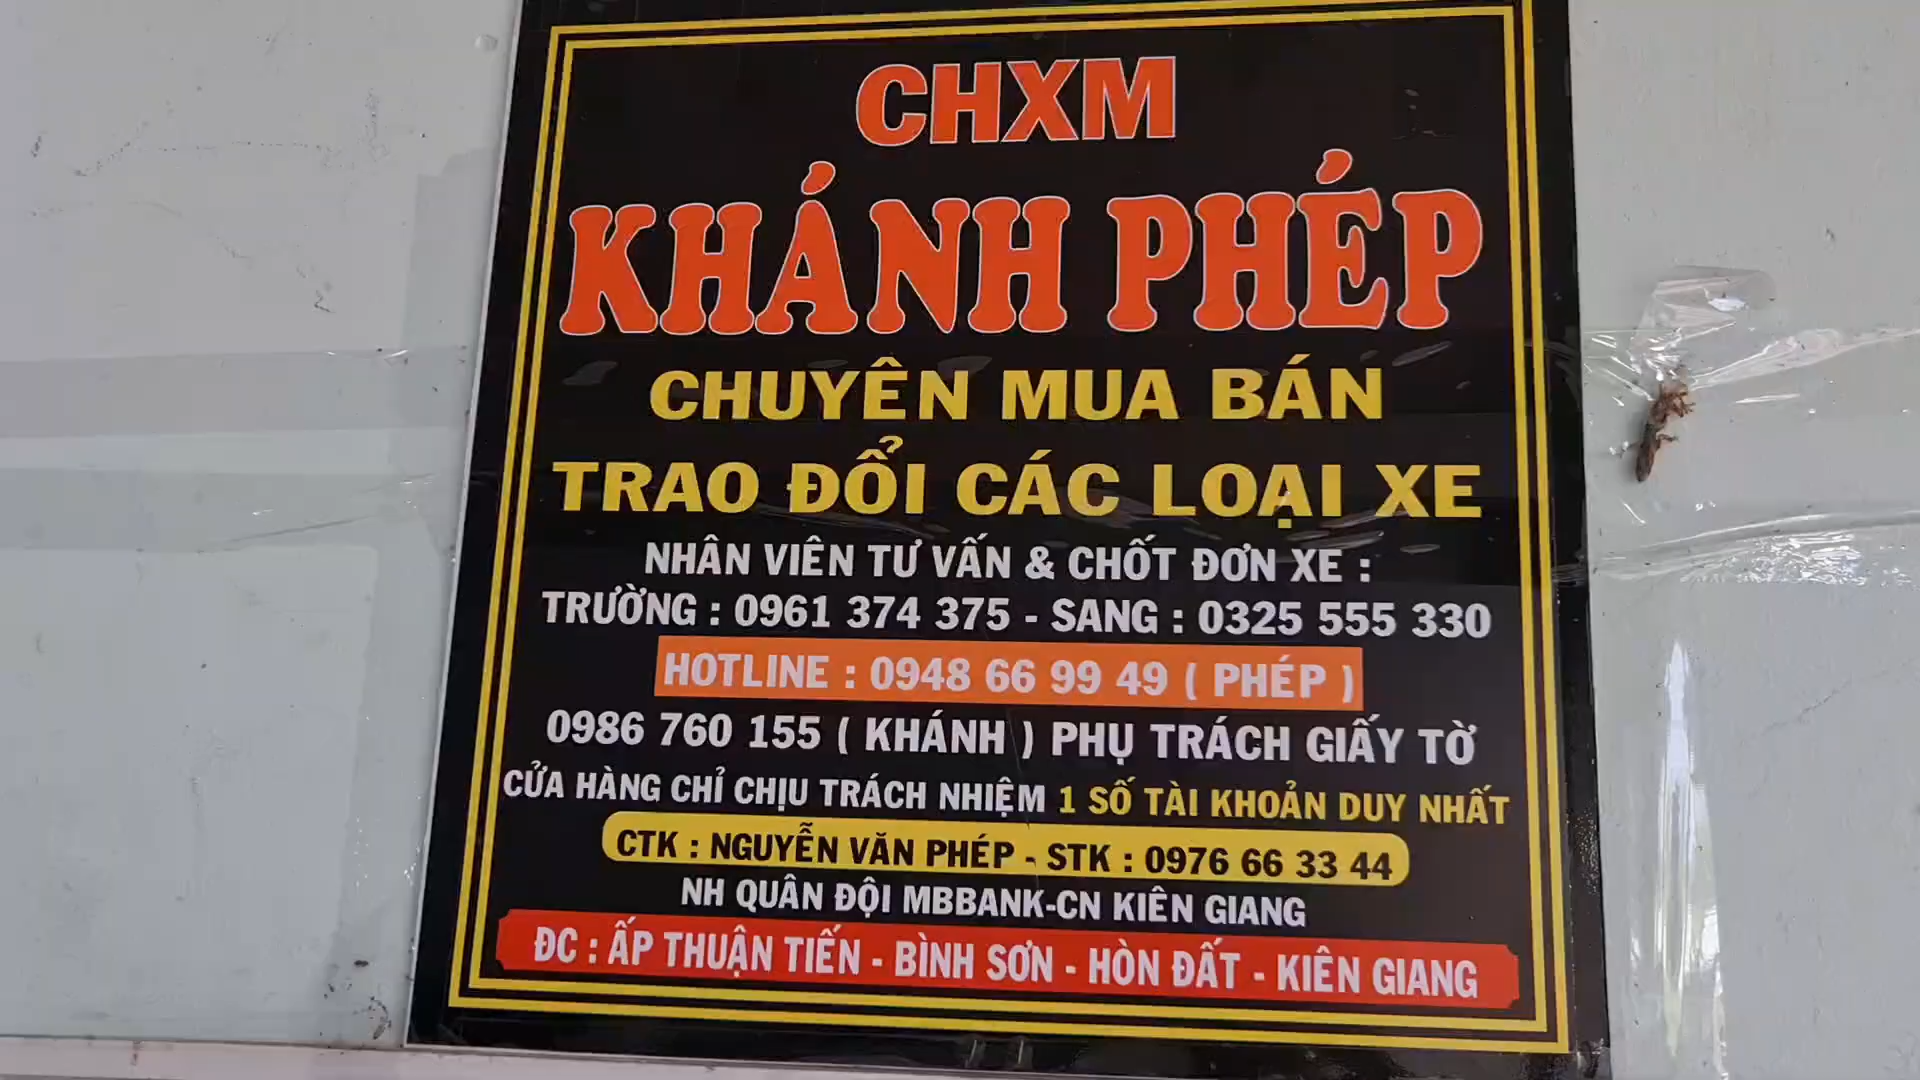 CHXM
KHÁNH PHÉP
CHUYÊN MUA BÁN
TRAO ĐỔI CÁC LOẠI XE
NHÂN VIÊN TƯ VẤN & CHỐT ĐƠN XE :
TRƯỜNG : 0961 374 375 - SANG : 0325 555 330
HOTLINE : 0948 66 99 49 ( PHÉP )
0986 760 155 ( KHÁNH ) PHỤ TRÁCH GIẤY TỜ
CỬA HÀNG CHỈ CHỊU TRÁCH NHIỆM 1 SỐ TÀI KHOẢN DUY NHẤT
CTK : NGUYỄN VĂN PHÉP - STK : 0976 66 33 44
NH QUÂN ĐỘI MBBANK-CN KIÊN GIANG
ĐC : ẤP THUẬN TIẾN - BÌNH SƠN - HÒN ĐẤT - KIÊN GIANG